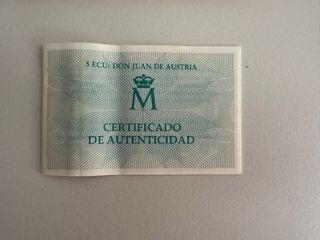 5 ECU: DON JUAN DE AUSTRIA
M
CERTIFICADO
DE AUTENTICIDAD